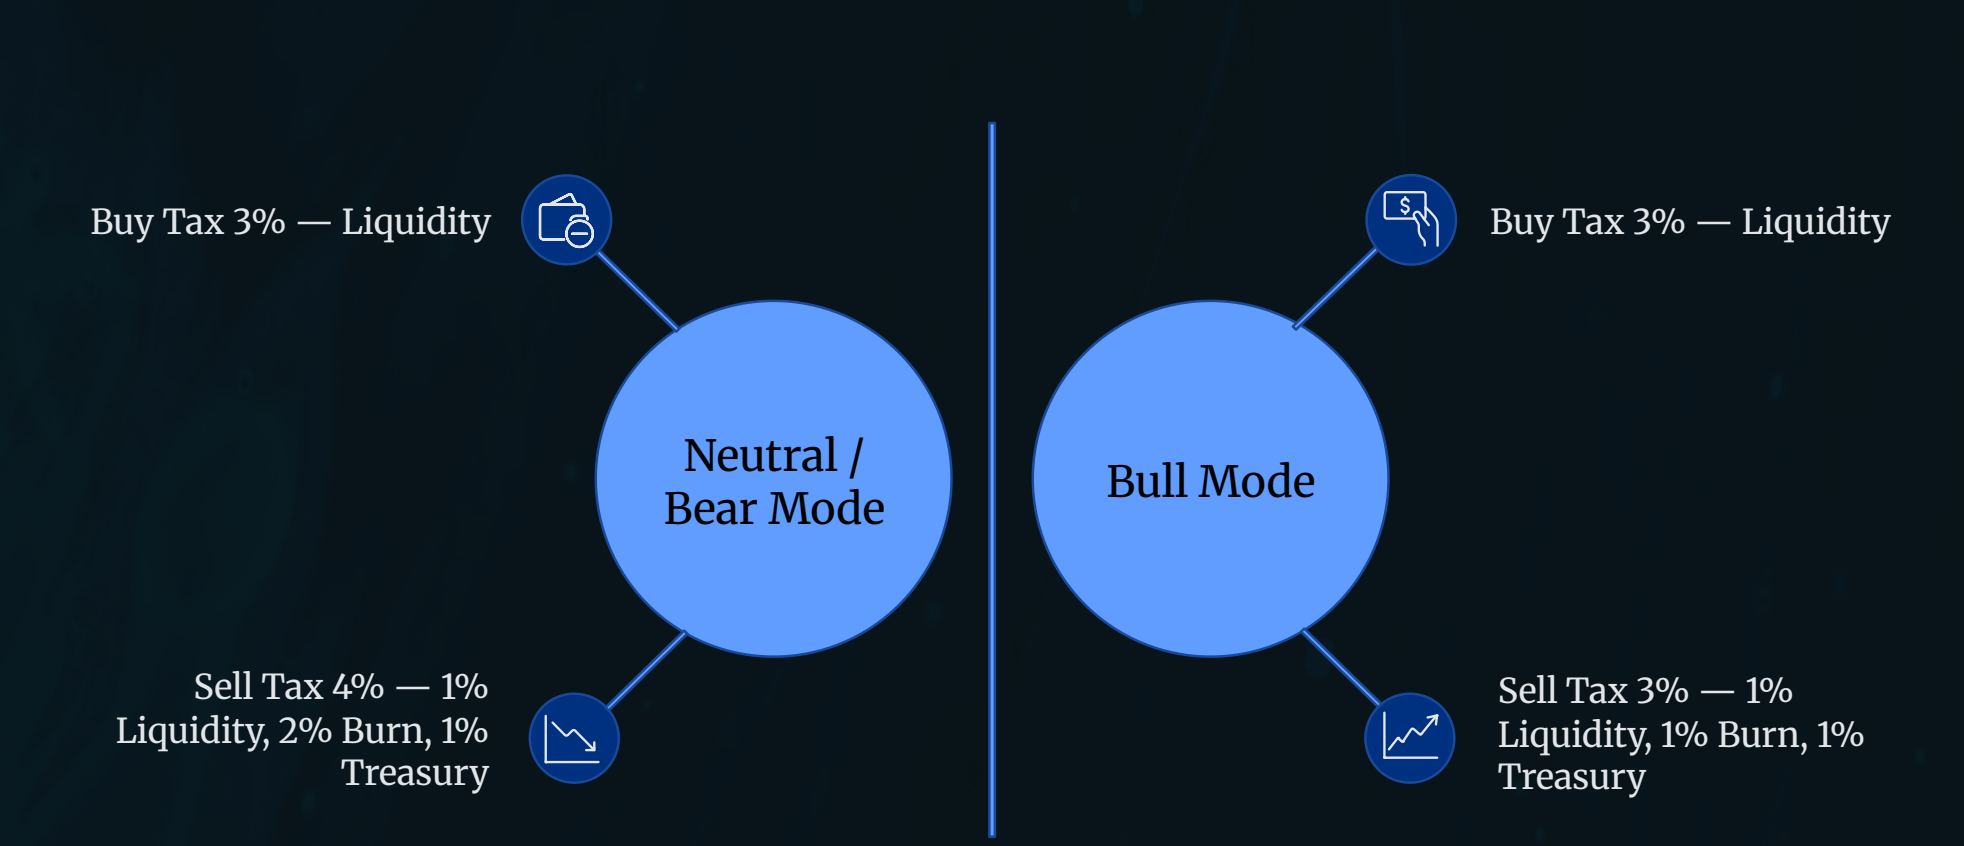 Buy Tax 3% — Liquidity
Neutral /
Bear Mode
Sell Tax 4% — 1%
Liquidity, 2% Burn, 1%
Treasury
$
Buy Tax 3% — Liquidity
Bull Mode
Sell Tax 3% — 1%
Liquidity, 1% Burn, 1%
Treasury